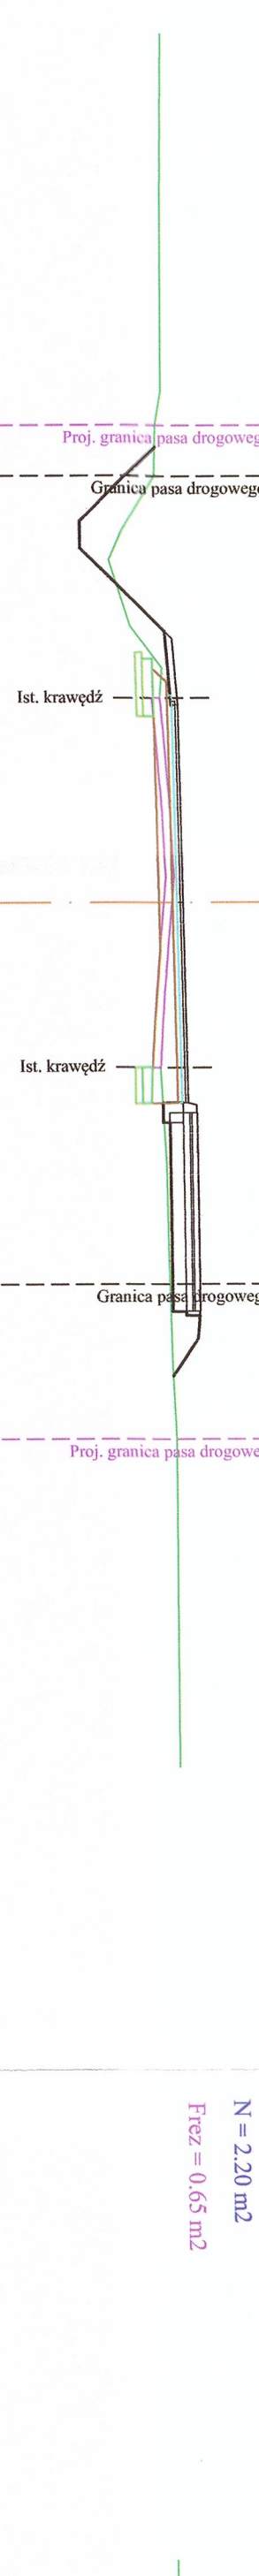 Proj. granica pasa drogoweg
Granica pasa drogoweg
Ist. krawędź
Ist. krawędź
Granica pasa drogoweg
Proj. granica pasa drogowe
N = 2.20 m2
Frez = 0.65 m2